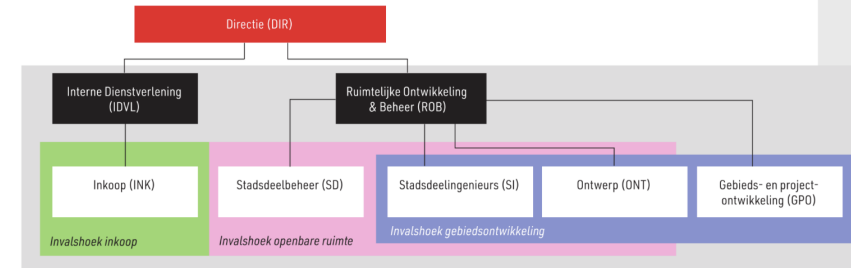 Directie (DIR)
Interne Dienstverlening
(IDVL)
Ruimtelijke Ontwikkeling
& Beheer (ROB)
Inkoop (INK)
Stadsdeelbeheer (SD)
Stadsdeelingenieurs (SI)
Ontwerp (ONT)
Gebieds- en project-
ontwikkeling (GPO)
Invalshoek inkoop
Invalshoek openbare ruimte
Invalshoek gebiedsontwikkeling